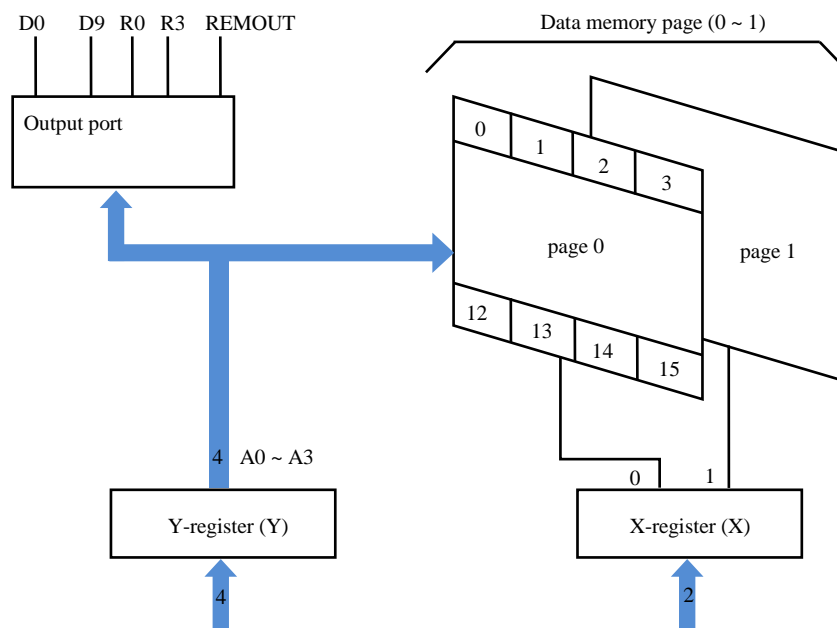 D0 D9 R0 R3 REMOUT
Data memory page (0 ~ 1)
Output port
0 1 2 3
page 0
page 1
12 13 14 15
4 A0 ~ A3
0 1
Y-register (Y)
X-register (X)
4
2